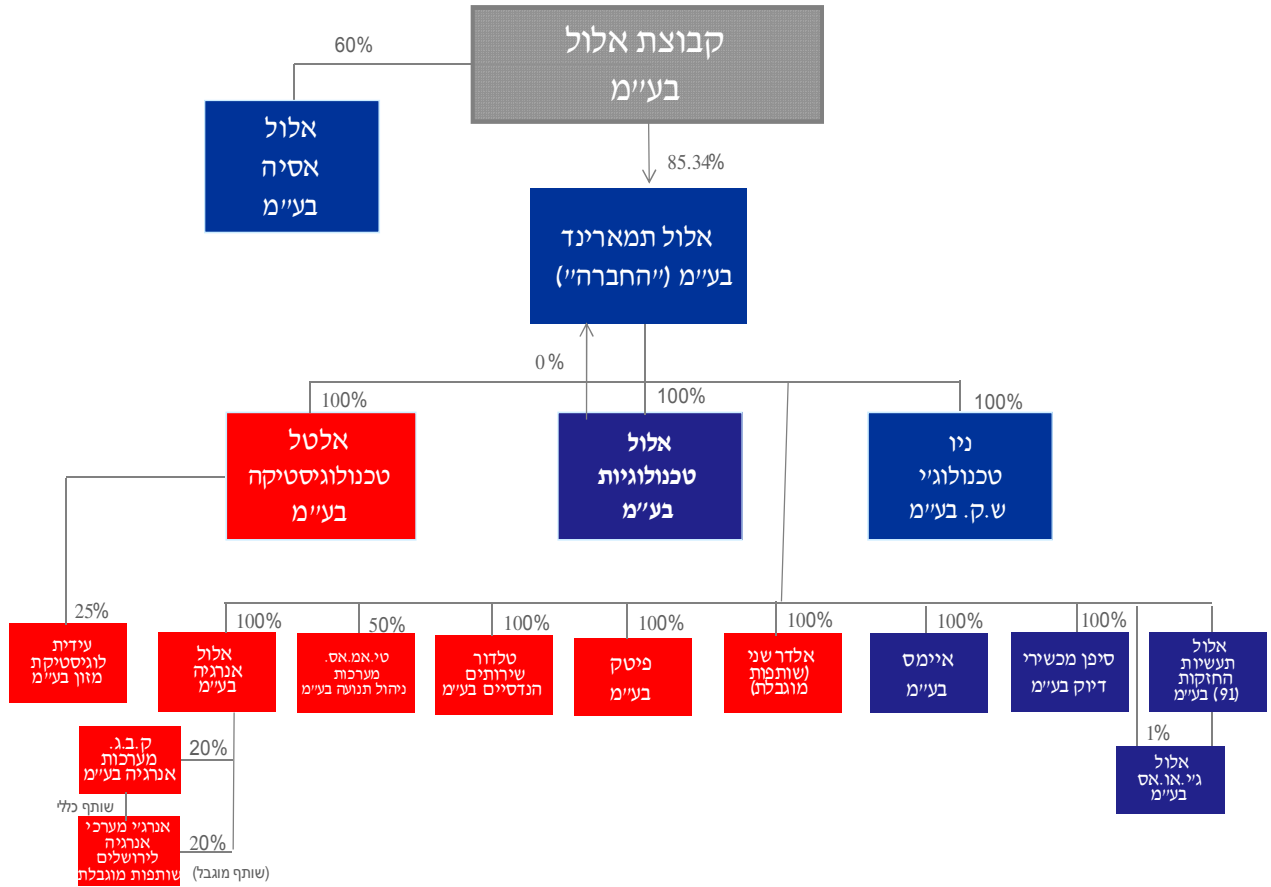 קבוצת אלול
בע״מ
60%
אלול
אסיה
בע״מ
85.34%
אלול תמארינד
בע״מ (״החברה״)
0%
100%
100%
100%
אלטל
טכנולוגיסטיקה
בע״מ
אלול
טכנולוגיות
בע״מ
ניו
טכנולוג׳י
ש.ק. בע״מ
25%
100%
50%
100%
100%
100%
100%
100%
עידית
לוגיסטיקת
מזון בע״מ
אלול
אנרגיה
בע״מ
טי.אמ.אס.
מערכות
ניהול תנועה בע״מ
טלדור
שירותים
הנדסיים בע״מ
פיטק
בע״מ
אלדר שני
(שותפות
מוגבלת)
איימס
בע״מ
סיפן מכשירי
דיוק בע״מ
אלול
תעשיות
החזקות
(91) בע״מ
1%
אלול
ג׳י.או.אס
בע״מ
ק.ב.ג.
מערכות
אנרגיה בע״מ
20%
שותף כללי
אנרג׳י מערכי
אנרגיה
לירושלים
שותפות מוגבלת
20%
(שותף מוגבל)